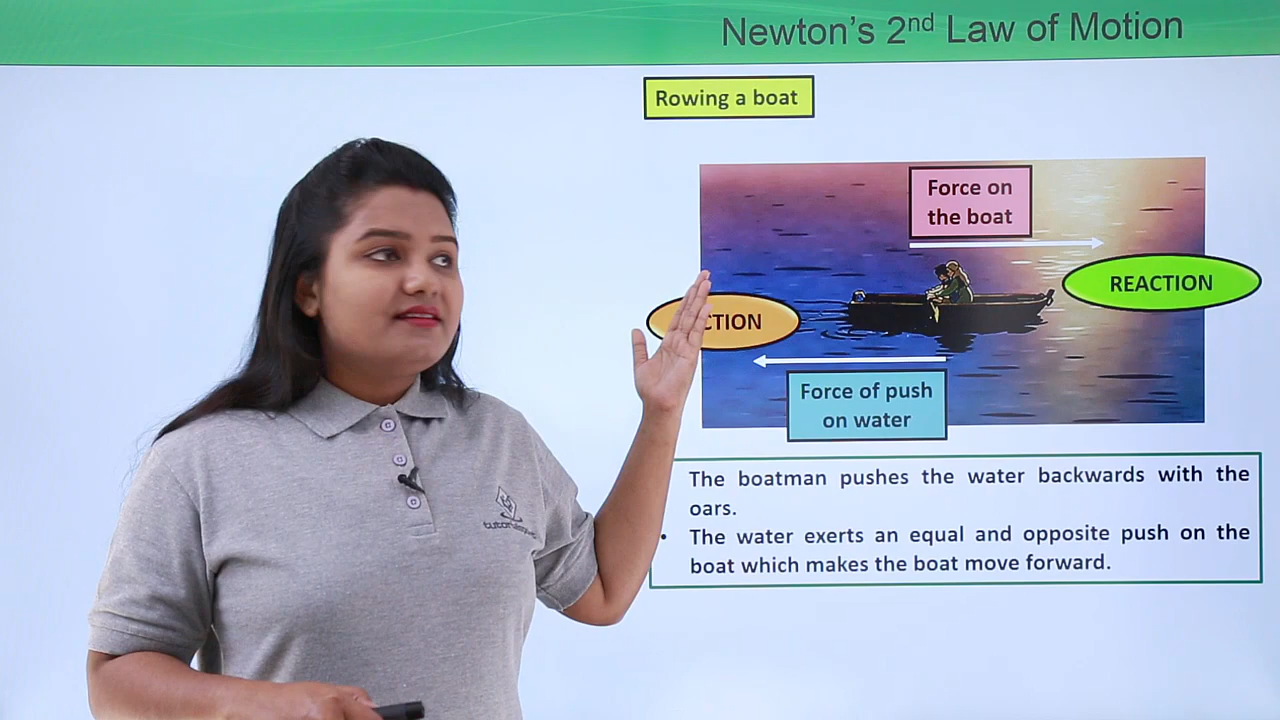 Newton's 2nd Law of Motion
Rowing a boat
Force on
the boat
REACTION
Force of push
on water
The boatman pushes the water backwards with the
oars.
• The water exerts an equal and opposite push on the
boat which makes the boat move forward.